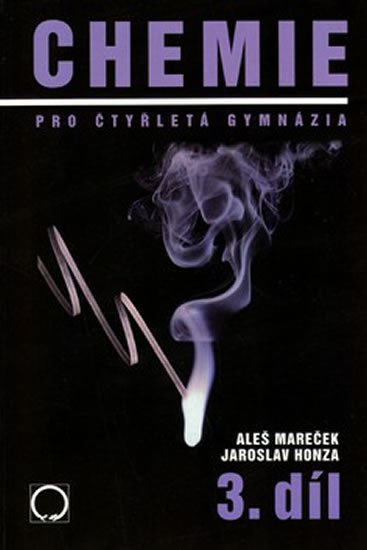 CHEMIE
PRO ČTYŘLETÁ GYMNÁZIA
ALEŠ MAREČEK
JAROSLAV HONZA
3. díl